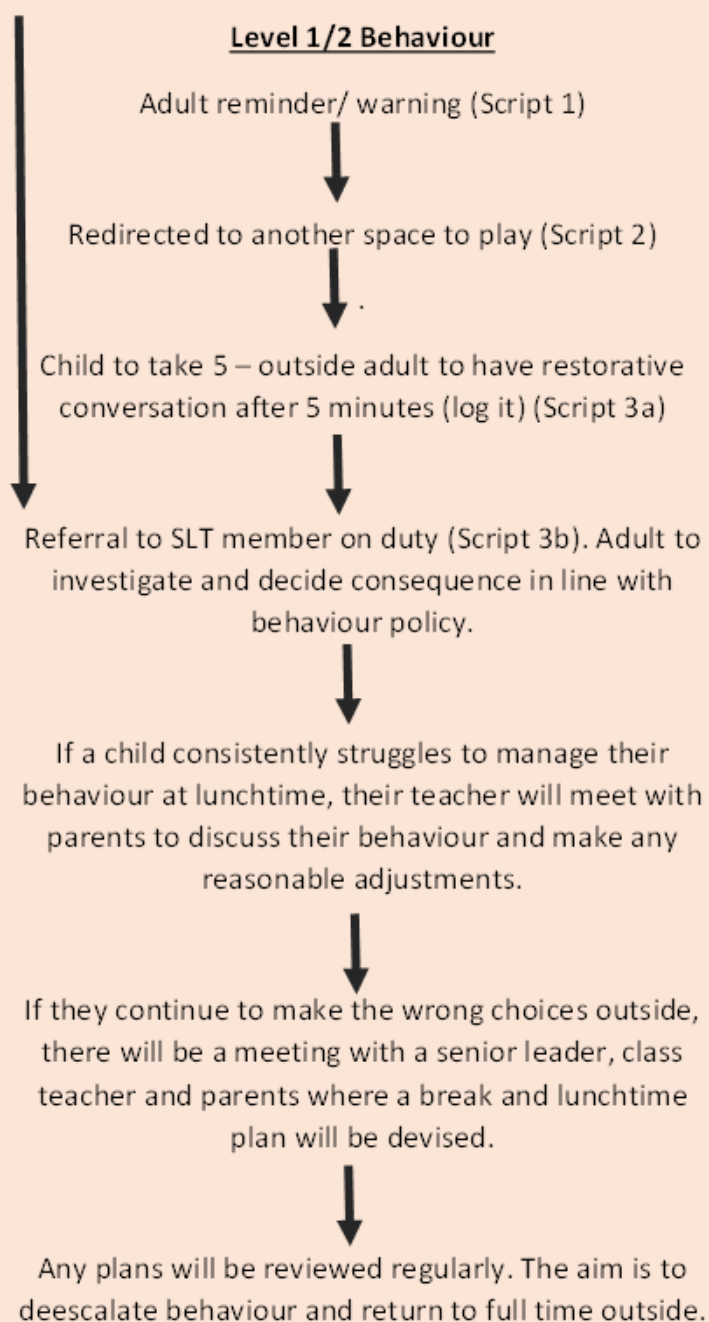 Level 1/2 Behaviour
Adult reminder/ warning (Script 1)
Redirected to another space to play (Script 2)
.
Child to take 5 – outside adult to have restorative
conversation after 5 minutes (log it) (Script 3a)
Referral to SLT member on duty (Script 3b). Adult to
investigate and decide consequence in line with
behaviour policy.
If a child consistently struggles to manage their
behaviour at lunchtime, their teacher will meet with
parents to discuss their behaviour and make any
reasonable adjustments.
If they continue to make the wrong choices outside,
there will be a meeting with a senior leader, class
teacher and parents where a break and lunchtime
plan will be devised.
Any plans will be reviewed regularly. The aim is to
deescalate behaviour and return to full time outside.